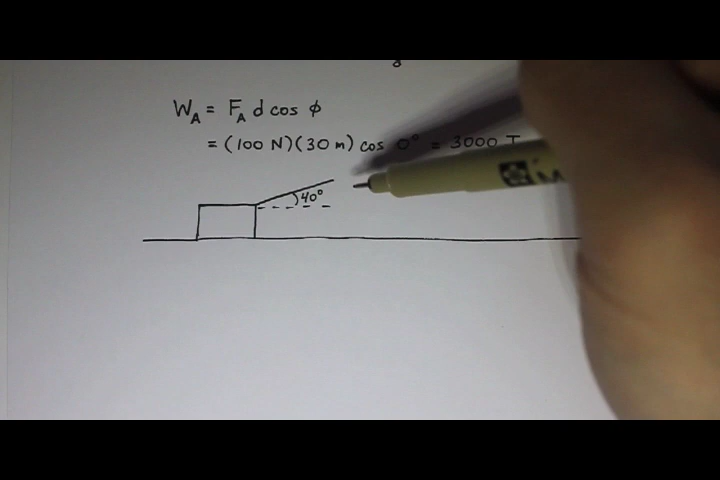 W_A = F_A d cos ϕ
= (100 N)(30 m) cos 0° = 3000 J
40°